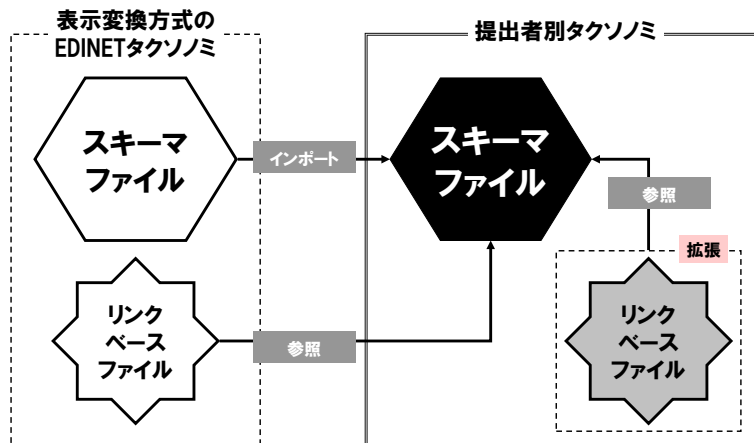 表示変換方式の
EDINETタクソノミ
提出者別タクソノミ
スキーマ
ファイル
インポート
スキーマ
ファイル
参照
拡張
リンク
ベース
ファイル
参照
リンク
ベース
ファイル